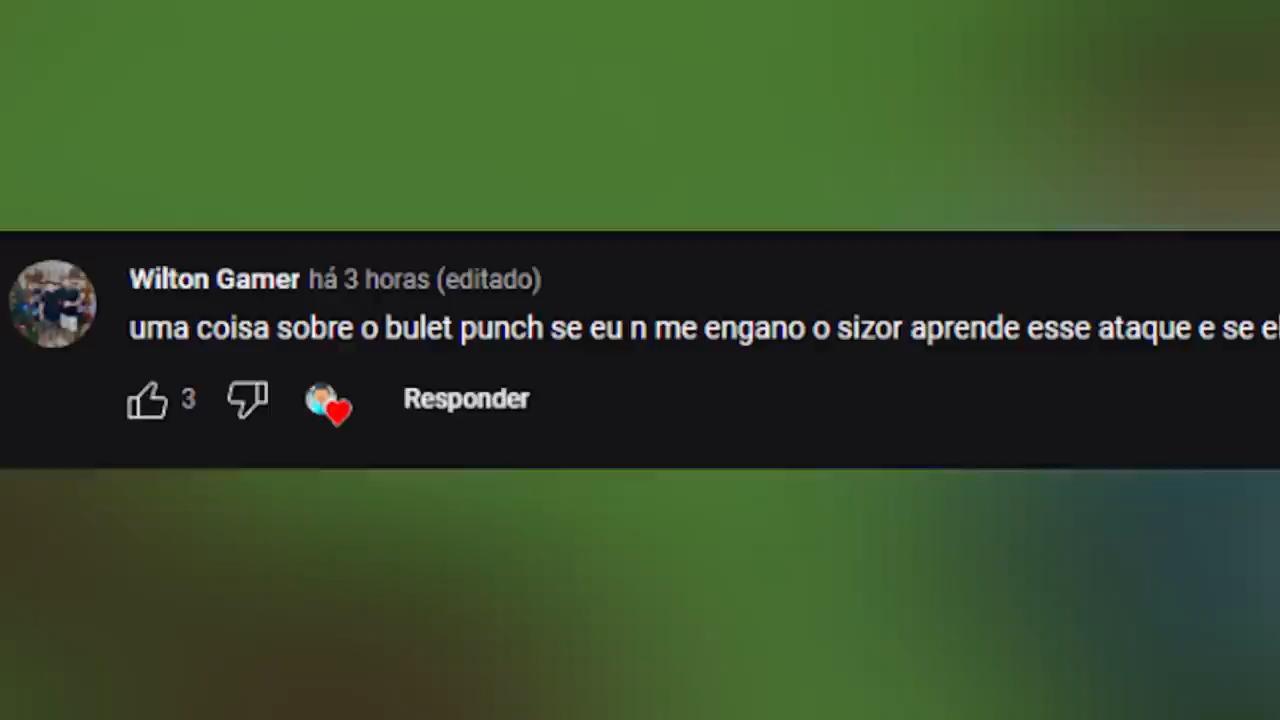 Wilton Gamer há 3 horas (editado)
uma coisa sobre o bulet punch se eu n me engano o sizor aprende esse ataque e se
3
Responder